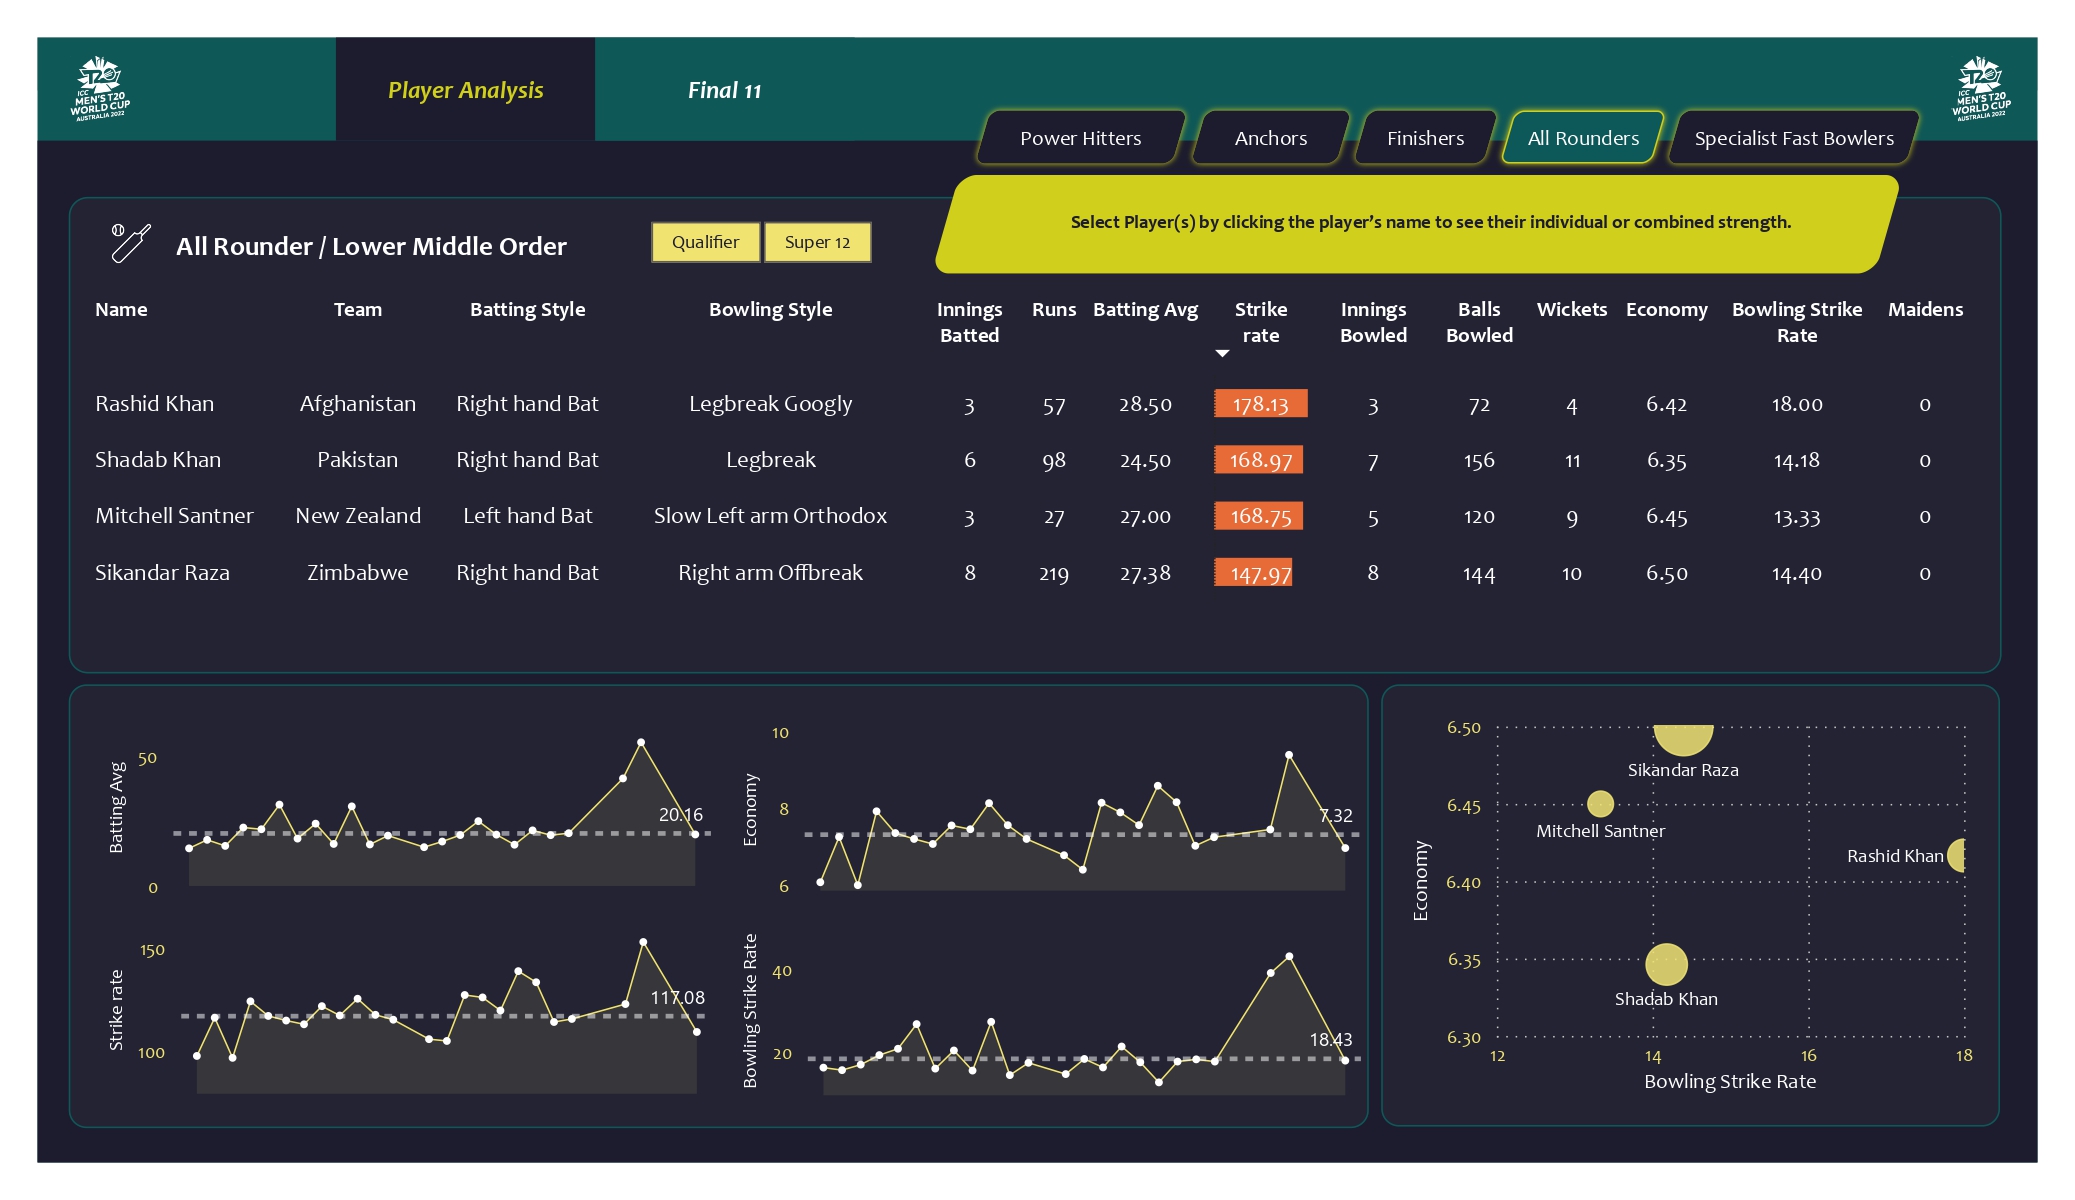 ICC
MEN'S T20
WORLD CUP
AUSTRALIA 2022
Player Analysis
Final 11
ICC
MEN'S T20
WORLD CUP
AUSTRALIA 2022
Power Hitters
Anchors
Finishers
All Rounders
Specialist Fast Bowlers
Select Player(s) by clicking the player's name to see their individual or combined strength.
All Rounder / Lower Middle Order
Qualifier
Super 12
Name Team Batting Style Bowling Style Innings Batted Runs Batting Avg Strike rate Innings Bowled Balls Bowled Wickets Economy Bowling Strike Rate Maidens
Rashid Khan Afghanistan Right hand Bat Legbreak Googly 3 57 28.50 178.13 3 72 4 6.42 18.00 0
Shadab Khan Pakistan Right hand Bat Legbreak 6 98 24.50 168.97 7 156 11 6.35 14.18 0
Mitchell Santner New Zealand Left hand Bat Slow Left arm Orthodox 3 27 27.00 168.75 5 120 9 6.45 13.33 0
Sikandar Raza Zimbabwe Right hand Bat Right arm Offbreak 8 219 27.38 147.97 8 144 10 6.50 14.40 0
Batting Avg
50
0
20.16
Economy
10
8
6
7.32
Strike rate
150
100
117.08
Bowling Strike Rate
40
20
18.43
Economy
6.50
6.45
6.40
6.35
6.30
Sikandar Raza
Mitchell Santner
Rashid Khan
Shadab Khan
12 14 16 18
Bowling Strike Rate